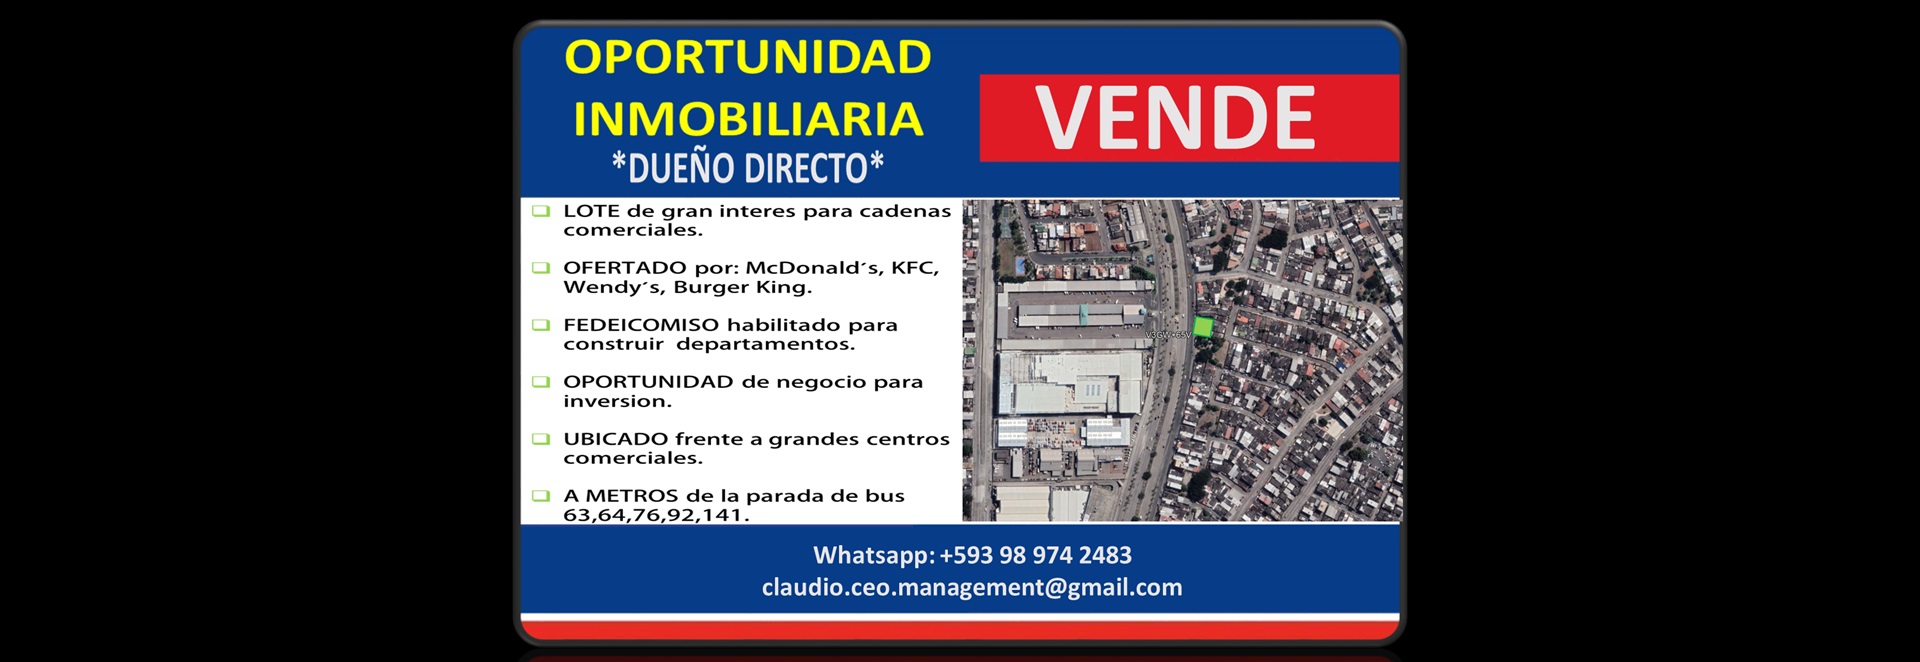 OPORTUNIDAD
INMOBILIARIA
*DUEÑO DIRECTO*
VENDE
LOTE de gran interes para cadenas
comerciales.
OFERTADO por: McDonald´s, KFC,
Wendy´s, Burger King.
FEDEICOMISO habilitado para
construir departamentos.
OPORTUNIDAD de negocio para
inversion.
UBICADO frente a grandes centros
comerciales.
A METROS de la parada de bus
63,64,76,92,141.
Whatsapp: +593 98 974 2483
claudio.ceo.management@gmail.com